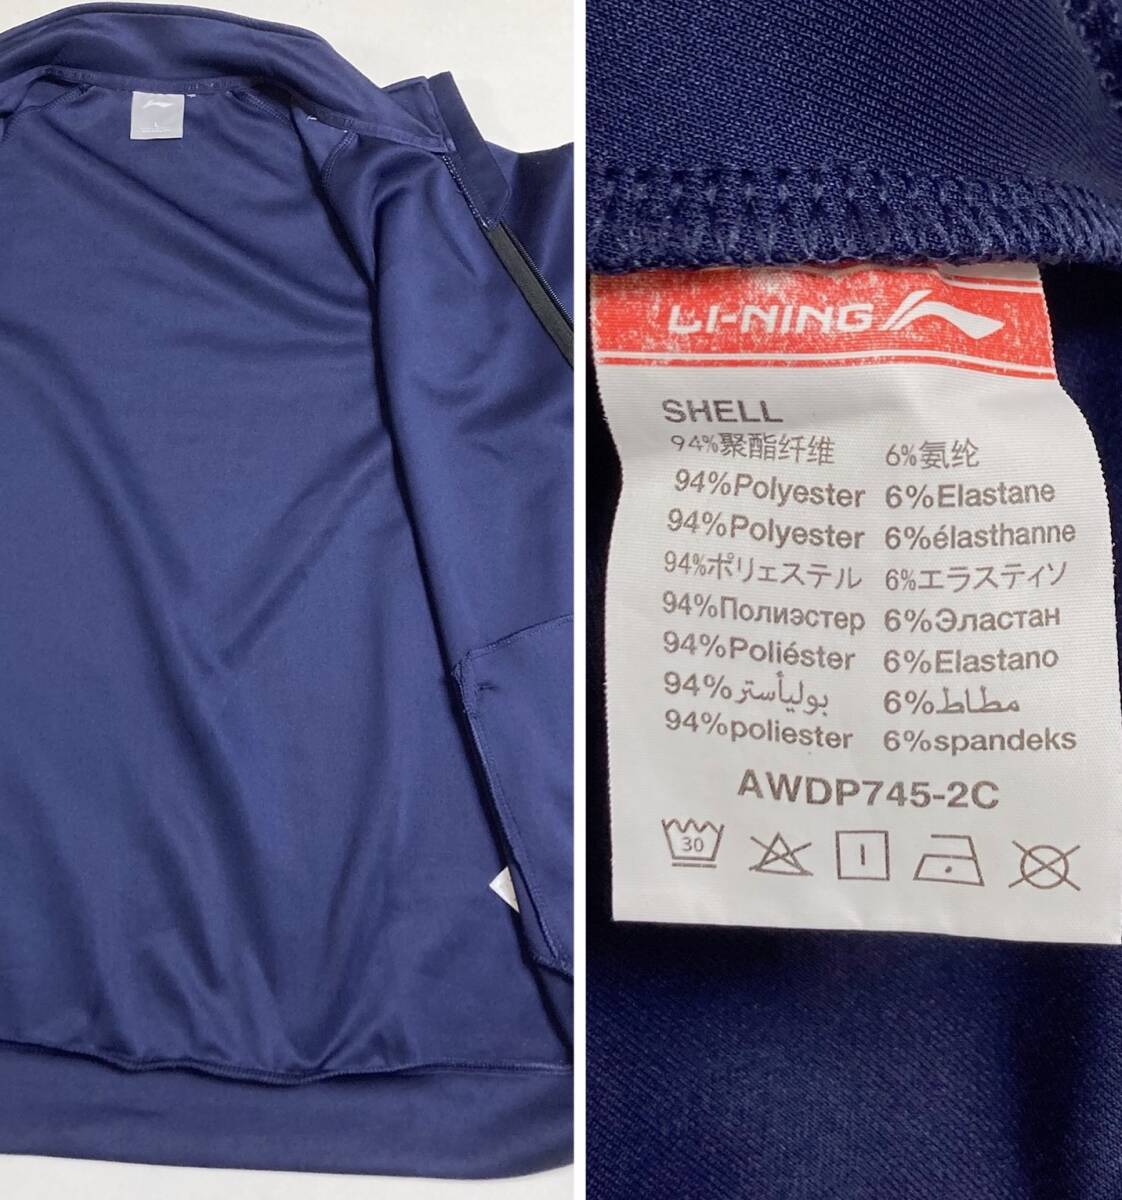 L
LI-NING
SHELL
94%聚酯纤维 6%氨纶
94%Polyester 6%Elastane
94%Polyester 6%élasthanne
94%ポリエステル 6%エラスティソ
94%Полиэстер 6%Эластан
94%Poliéster 6%Elastano
94%بوليأستر 6%مطاط
94%poliester 6%spandeks
AWDP745-2C
30